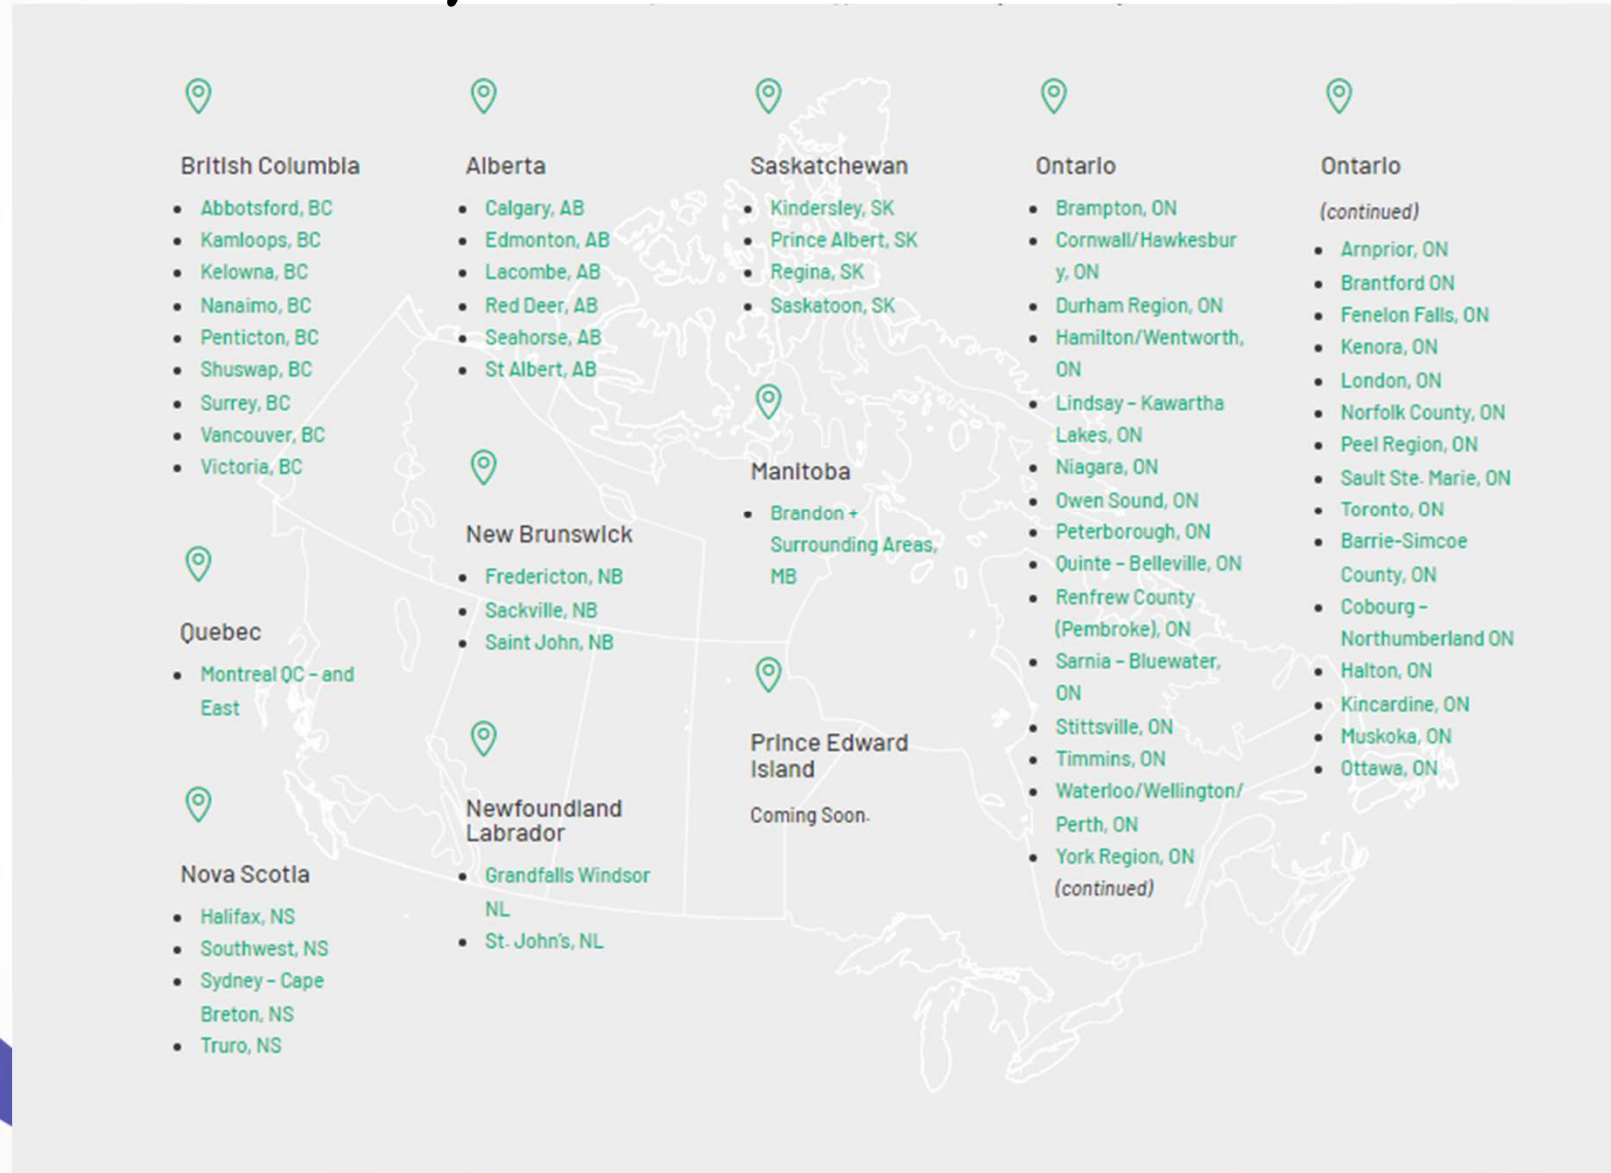 British Columbia
Abbotsford, BC
Kamloops, BC
Kelowna, BC
Nanaimo, BC
Penticton, BC
Shuswap, BC
Surrey, BC
Vancouver, BC
Victoria, BC
Quebec
Montreal QC – and
East
Nova Scotia
Halifax, NS
Southwest, NS
Sydney – Cape
Breton, NS
Truro, NS
Alberta
Calgary, AB
Edmonton, AB
Lacombe, AB
Red Deer, AB
Seahorse, AB
St Albert, AB
New Brunswick
Fredericton, NB
Sackville, NB
Saint John, NB
Newfoundland
Labrador
Grandfalls Windsor
NL
St. John's, NL
Saskatchewan
Kindersley, SK
Prince Albert, SK
Regina, SK
Saskatoon, SK
Manitoba
Brandon +
Surrounding Areas,
MB
Prince Edward
Island
Coming Soon.
Ontario
Brampton, ON
Cornwall/Hawkesbur
y, ON
Durham Region, ON
Hamilton/Wentworth,
ON
Lindsay – Kawartha
Lakes, ON
Niagara, ON
Owen Sound, ON
Peterborough, ON
Quinte – Belleville, ON
Renfrew County
(Pembroke), ON
Sarnia – Bluewater,
ON
Stittsville, ON
Timmins, ON
Waterloo/Wellington/
Perth, ON
York Region, ON
(continued)
Ontario
(continued)
Arnprior, ON
Brantford ON
Fenelon Falls, ON
Kenora, ON
London, ON
Norfolk County, ON
Peel Region, ON
Sault Ste. Marie, ON
Toronto, ON
Barrie-Simcoe
County, ON
Cobourg –
Northumberland ON
Halton, ON
Kincardine, ON
Muskoka, ON
Ottawa, ON